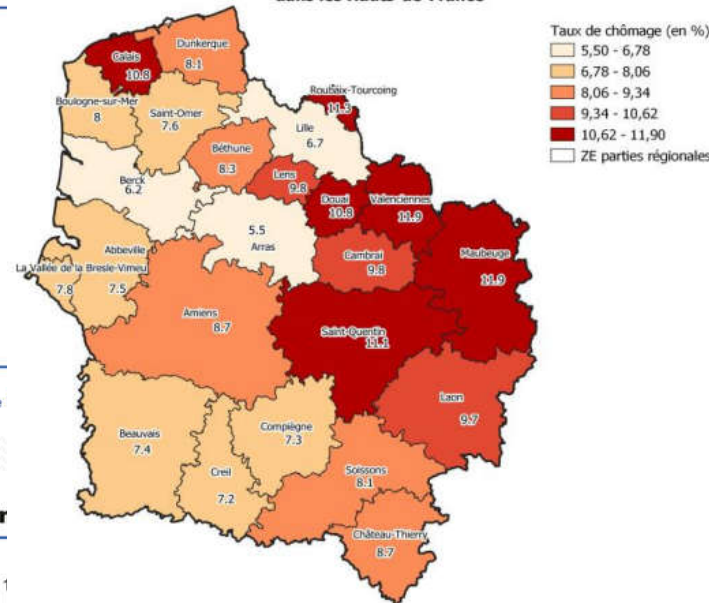 Taux de chômage (en %)
5,50 - 6,78
6,78 - 8,06
8,06 - 9,34
9,34 - 10,62
10,62 - 11,90
ZE parties régionales
Dunkerque
8.1
Calais
10.8
Boulogne-sur-Mer
8
Saint-Omer
7.6
Roubaix-Tourcoing
11.3
Lille
6.7
Béthune
8.3
Lens
9.8
Berck
6.2
Douai
10.8
Valenciennes
11.9
5.5
Arras
Cambrai
9.8
Maubeuge
11.9
Abbeville
7.5
La Vallée de la Bresle-Vimeu
7.8
Amiens
8.7
Saint-Quentin
11.1
Laon
9.7
Beauvais
7.4
Compiègne
7.3
Creil
7.2
Soissons
8.1
Château-Thierry
8.7